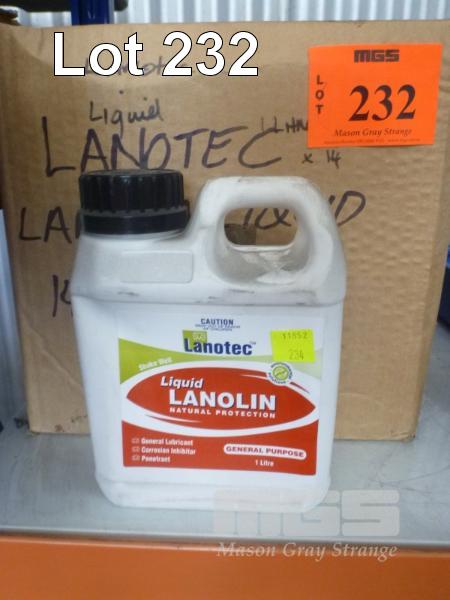 Lot 232
MGS
LOT
232
Mason Gray Strange
Liquid
LANOTEC
x 14
CAUTION
Lanotec
11552
234
Shake Well
Liquid
LANOLIN
NATURAL PROTECTION
General Lubricant
Corrosion Inhibitor
Penetrant
GENERAL PURPOSE
1 Litre
MGS
Mason Gray Strange